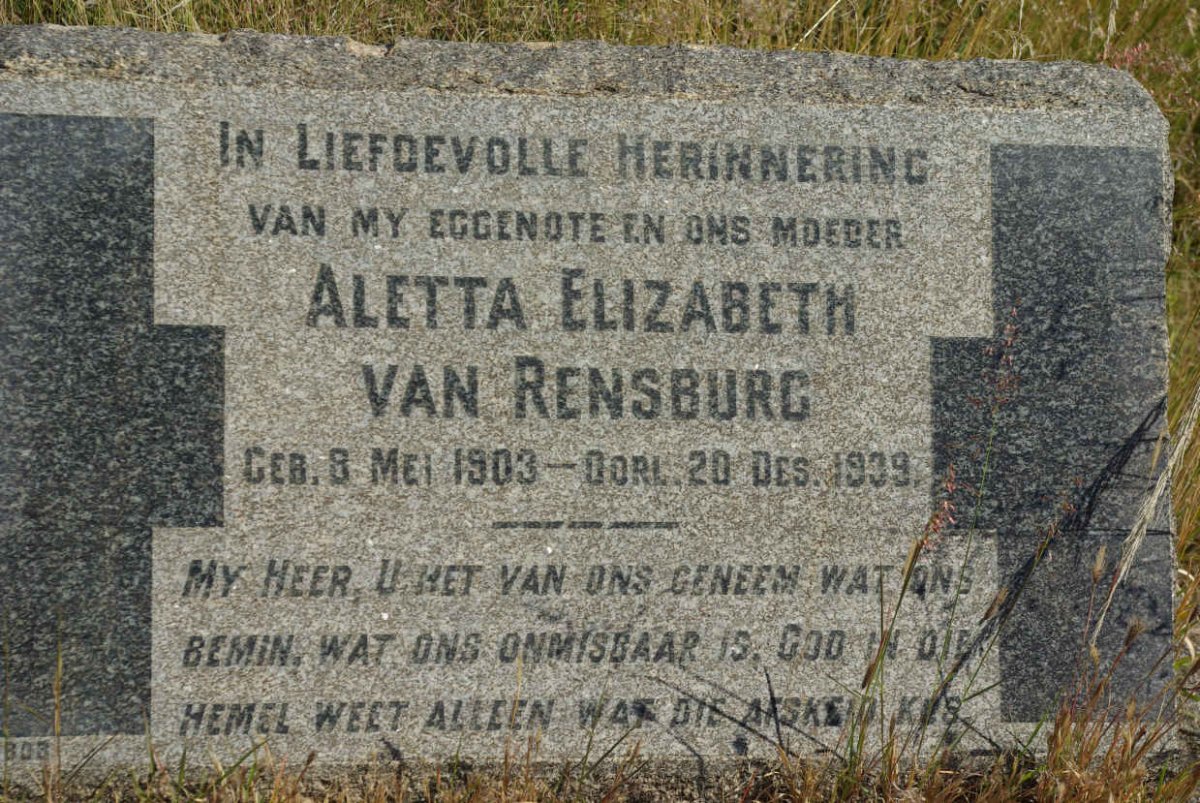 IN LIEFDEVOLLE HERINNERING
VAN MY EGGENOTE EN ONS MOEDER
ALETTA ELIZABETH
VAN RENSBURG
GEB. 8 MEI 1903 — OORL. 20 DES. 1939.
MY HEER, U HET VAN ONS GENEEM WAT ONS
BEMIN, WAT ONS ONMISBAAR IS. GOD IN DIE
HEMEL WEET ALLEEN WAT DIE AFSKEID KOS